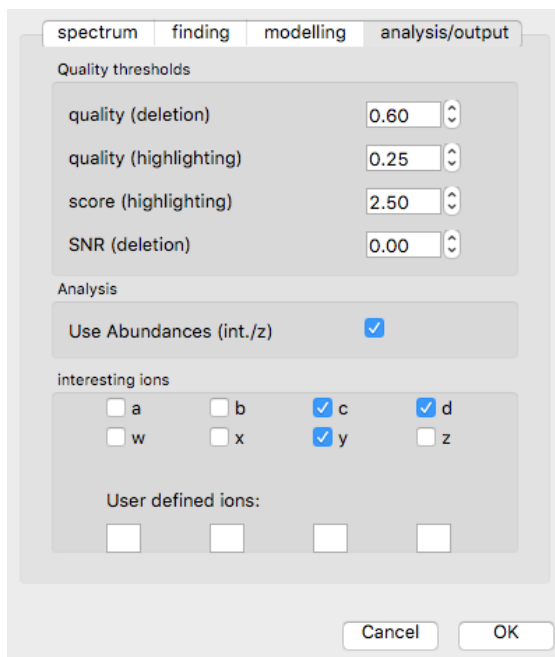 spectrum finding modelling analysis/output
Quality thresholds
quality (deletion) 0.60
quality (highlighting) 0.25
score (highlighting) 2.50
SNR (deletion) 0.00
Analysis
Use Abundances (int./z)
interesting ions
a b c d
w x y z
User defined ions:
Cancel OK